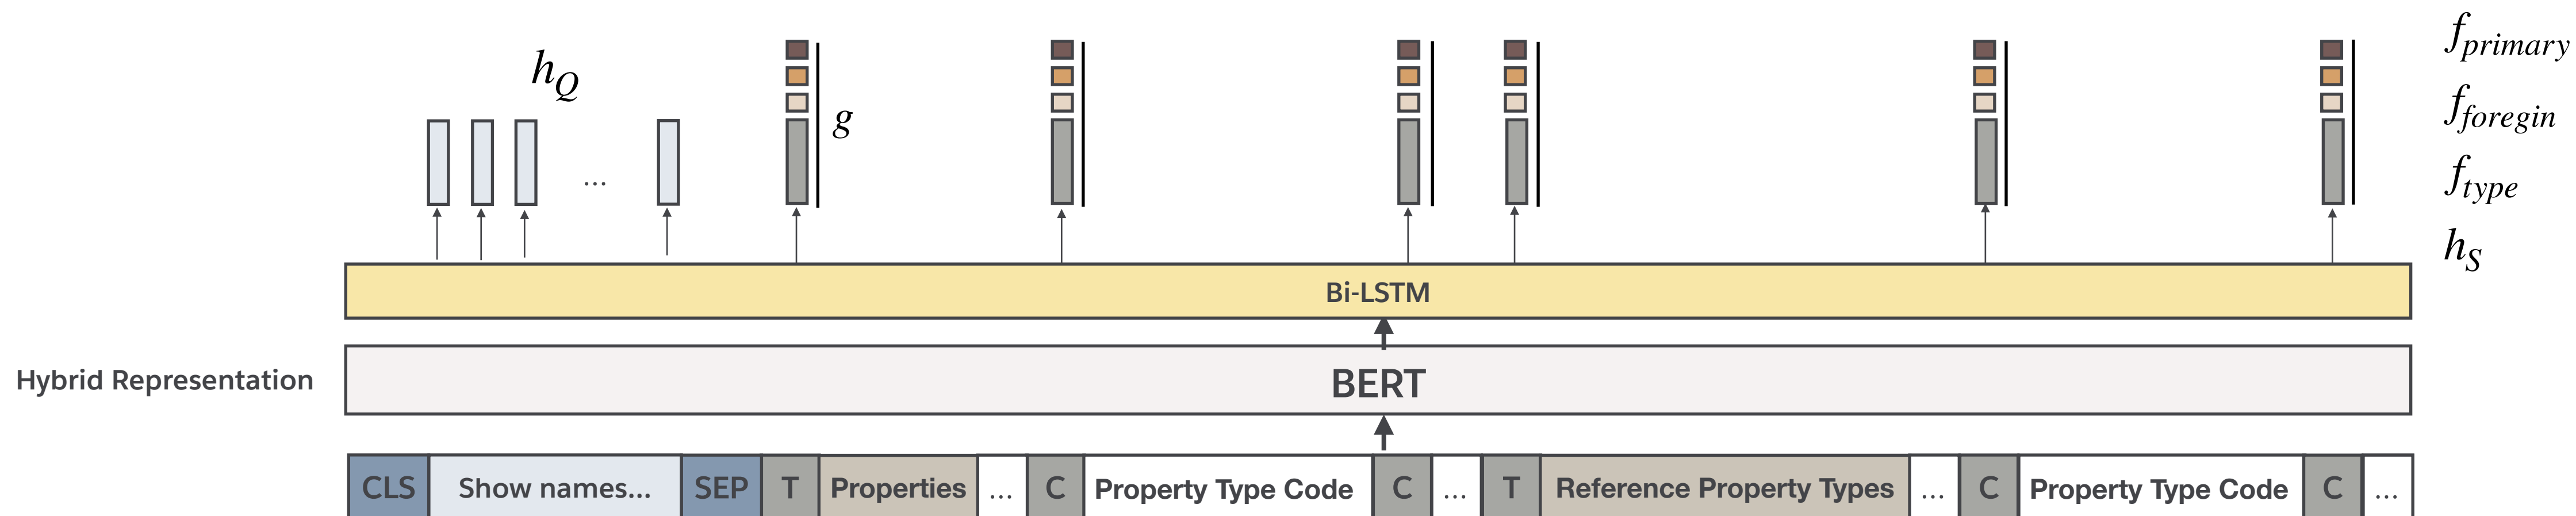 h_Q
...
g
f_primary
f_foregin
f_type
h_S
Bi-LSTM
Hybrid Representation
BERT
CLS Show names... SEP T Properties ... C Property Type Code C ... T Reference Property Types ... C Property Type Code C ...